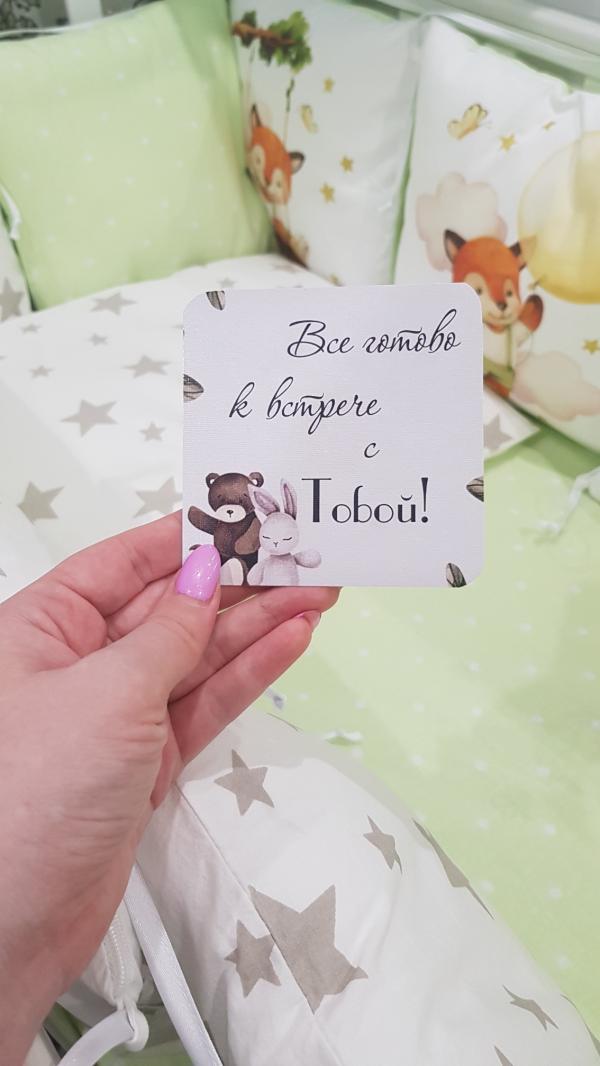 Все готово
к встрече
с
Тобой!